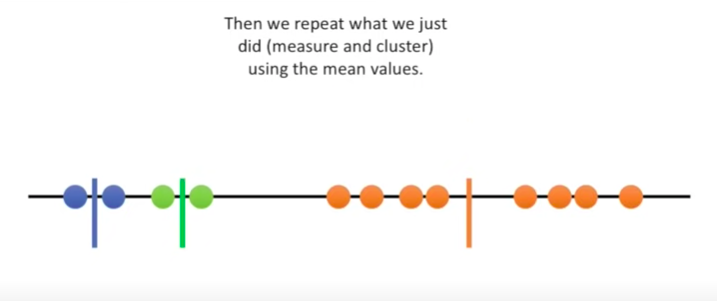 Then we repeat what we just
did (measure and cluster)
using the mean values.